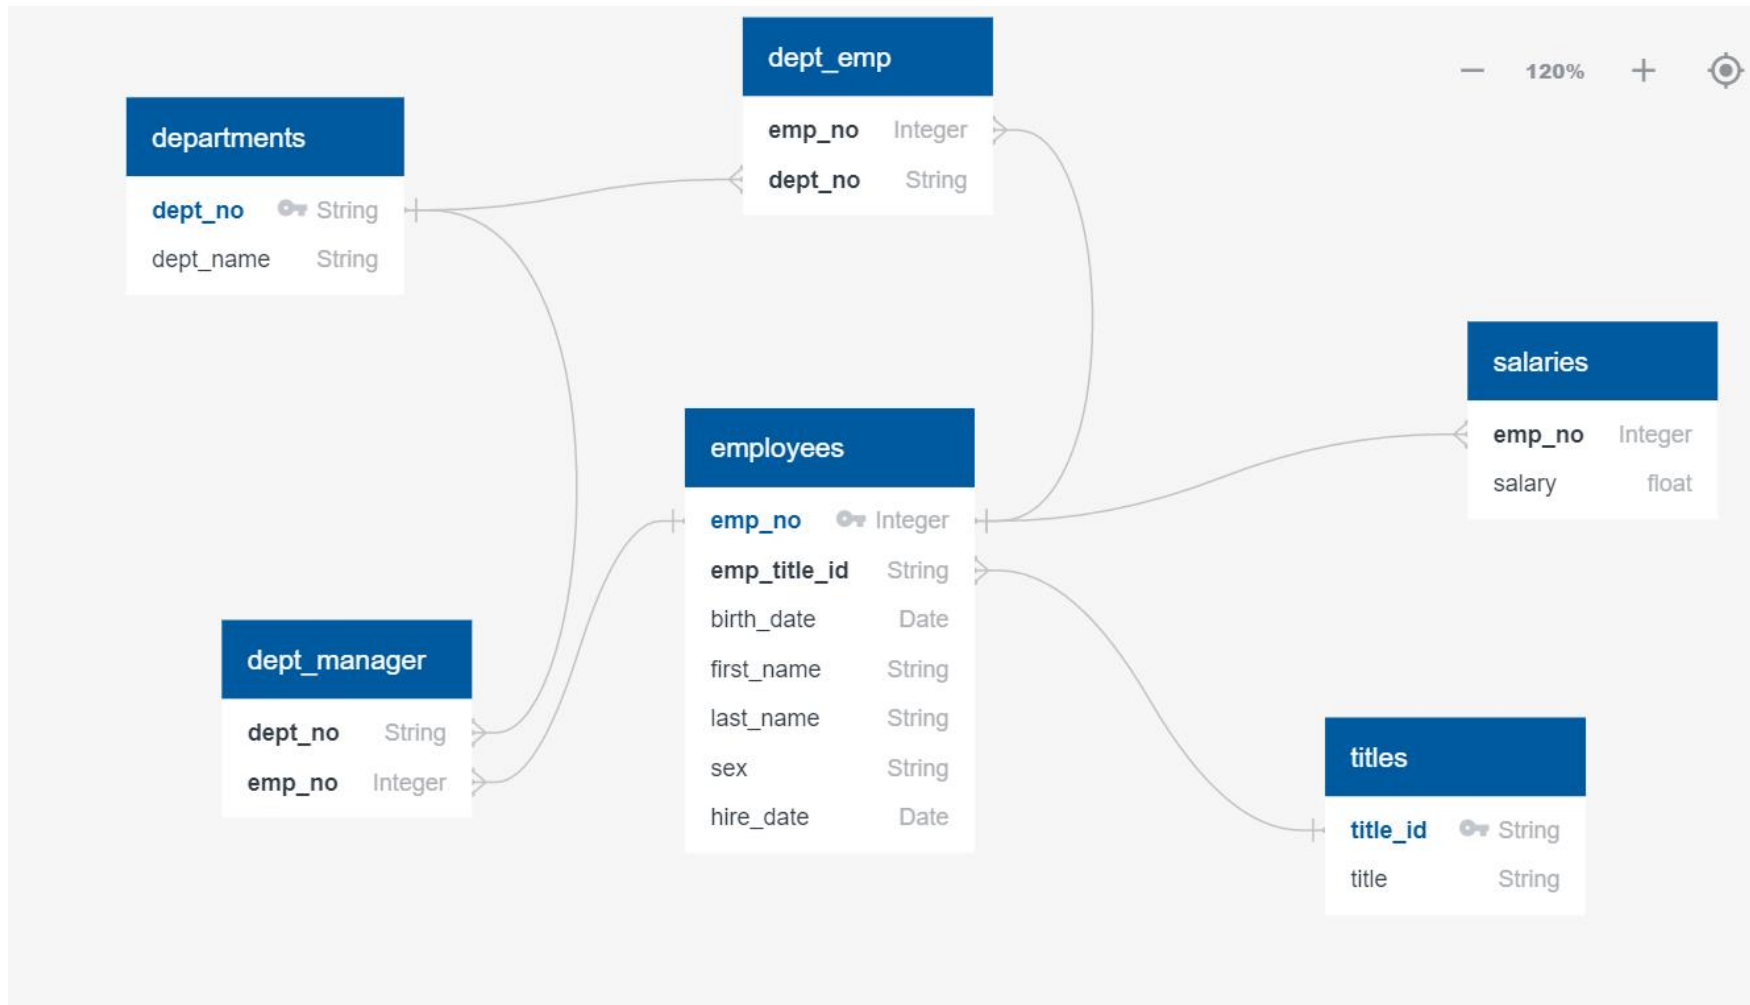 dept_emp
emp_no Integer
dept_no String
120%
departments
dept_no String
dept_name String
salaries
emp_no Integer
salary float
employees
emp_no Integer
emp_title_id String
birth_date Date
first_name String
last_name String
sex String
hire_date Date
dept_manager
dept_no String
emp_no Integer
titles
title_id String
title String